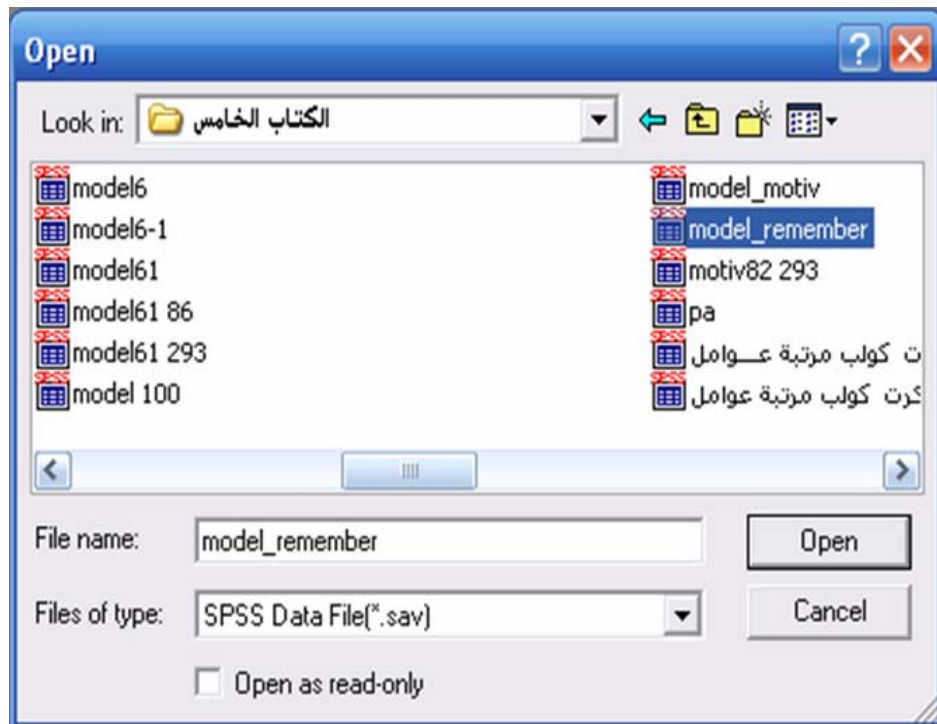 Open
Look in: الكتاب الخامس
model6
model6-1
model61
model61 86
model61 293
model 100
model_motiv
model_remember
motiv82 293
pa
ت كولب مرتبة عـــوامل
كرت كولب مرتبة عوامل
File name: model_remember
Open
Files of type: SPSS Data File(*.sav)
Cancel
Open as read-only